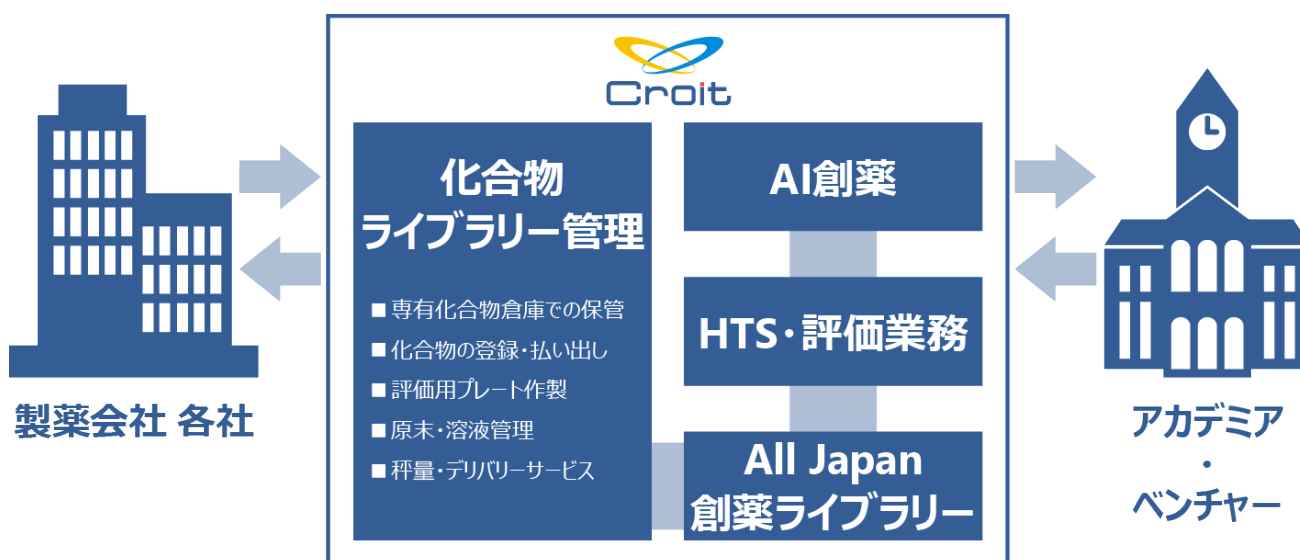 Croit
化合物
ライブラリー管理
■ 専有化合物倉庫での保管
■ 化合物の登録・払い出し
■ 評価用プレート作製
■ 原末・溶液管理
■ 秤量・デリバリーサービス
AI創薬
HTS・評価業務
All Japan
創薬ライブラリー
製薬会社 各社
アカデミア
・
ベンチャー